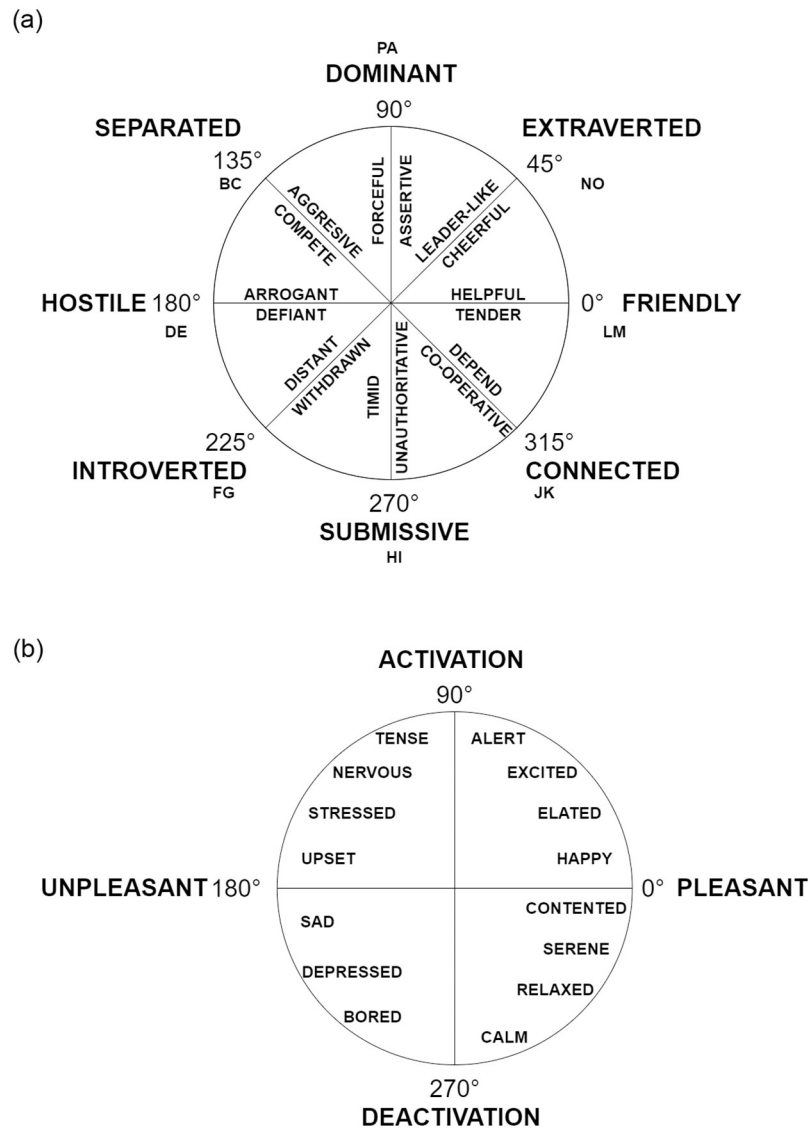 (a)
PA
DOMINANT
90°
SEPARATED
EXTRAVERTED
135°
45°
BC
NO
AGGRESIVE
COMPETE
FORCEFUL
ASSERTIVE
LEADER-LIKE
CHEERFUL
HOSTILE 180°
ARROGANT
DEFIANT
HELPFUL
TENDER
0° FRIENDLY
DE
LM
DISTANT
WITHDRAWN
TIMID
UNAUTHORITATIVE
DEPEND
CO-OPERATIVE
225°
315°
INTROVERTED
CONNECTED
FG
JK
270°
SUBMISSIVE
HI
(b)
ACTIVATION
90°
TENSE
ALERT
NERVOUS
EXCITED
STRESSED
ELATED
UPSET
HAPPY
UNPLEASANT 180°
0° PLEASANT
CONTENTED
SAD
SERENE
DEPRESSED
RELAXED
BORED
CALM
270°
DEACTIVATION